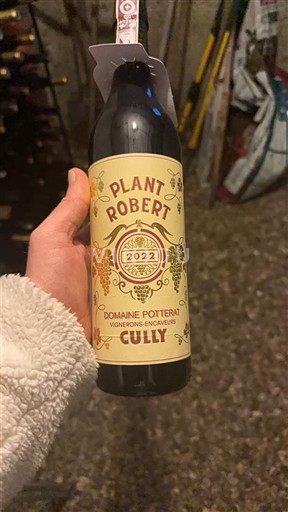 PLANT
ROBERT
2022
DOMAINE POTTERAT
VIGNERONS-ENCAVEURS
CULLY